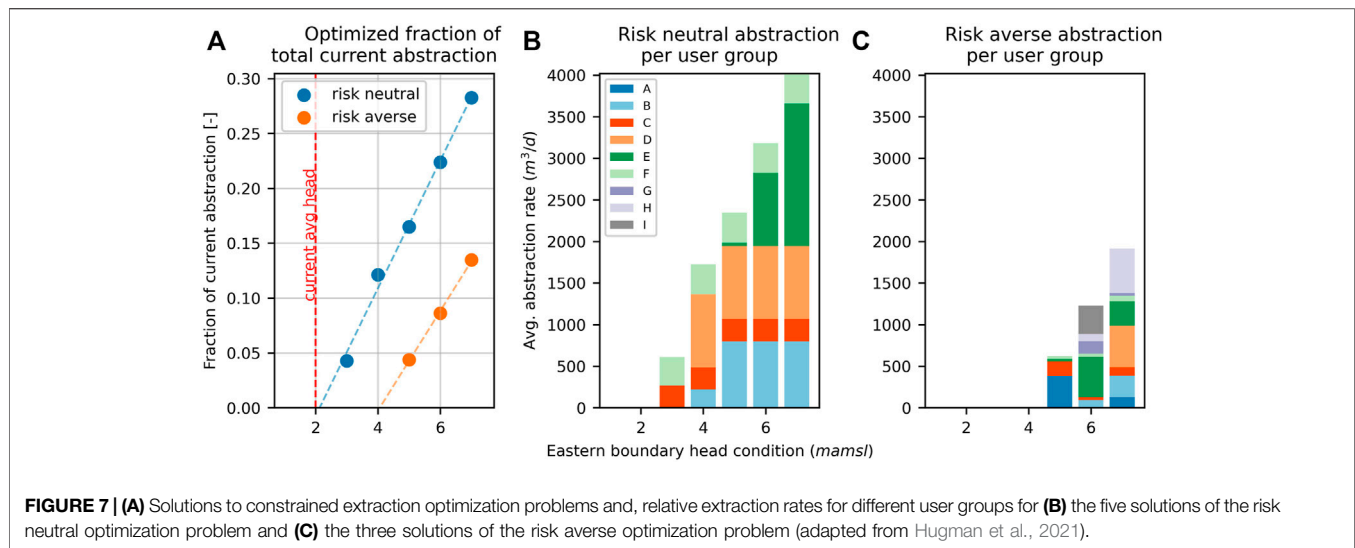 A
Optimized fraction of
total current abstraction
0.30
0.25
0.20
0.15
0.10
0.05
0.00
Fraction of current abstraction [-]
risk neutral
risk averse
current avg head
2 4 6
B
Risk neutral abstraction
per user group
4000
3500
3000
2500
2000
1500
1000
500
0
Avg. abstraction rate (m³/d)
A
B
C
D
E
F
G
H
I
2 4 6
C
Risk averse abstraction
per user group
4000
3500
3000
2500
2000
1500
1000
500
0
2 4 6
Eastern boundary head condition (mamsl)
FIGURE 7 | (A) Solutions to constrained extraction optimization problems and, relative extraction rates for different user groups for (B) the five solutions of the risk
neutral optimization problem and (C) the three solutions of the risk averse optimization problem (adapted from Hugman et al., 2021).